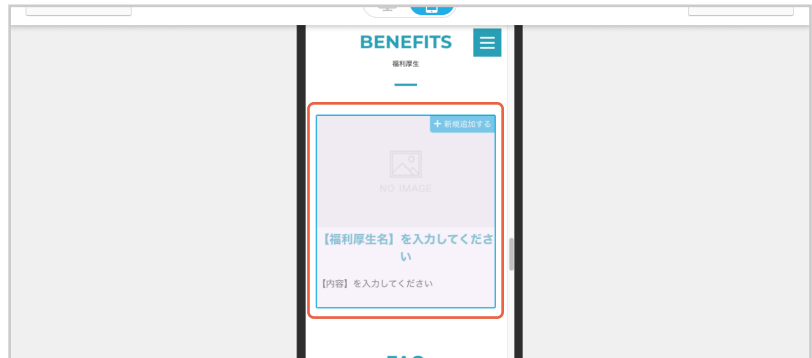 BENEFITS
福利厚生
+ 新規追加する
NO IMAGE
【福利厚生名】を入力してくださ
い
【内容】を入力してください
FAQ